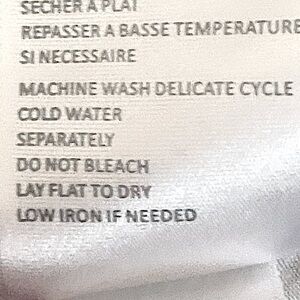 SECHER A PLAT
REPASSER A BASSE TEMPERATURE
SI NECESSAIRE
MACHINE WASH DELICATE CYCLE
COLD WATER
SEPARATELY
DO NOT BLEACH
LAY FLAT TO DRY
LOW IRON IF NEEDED